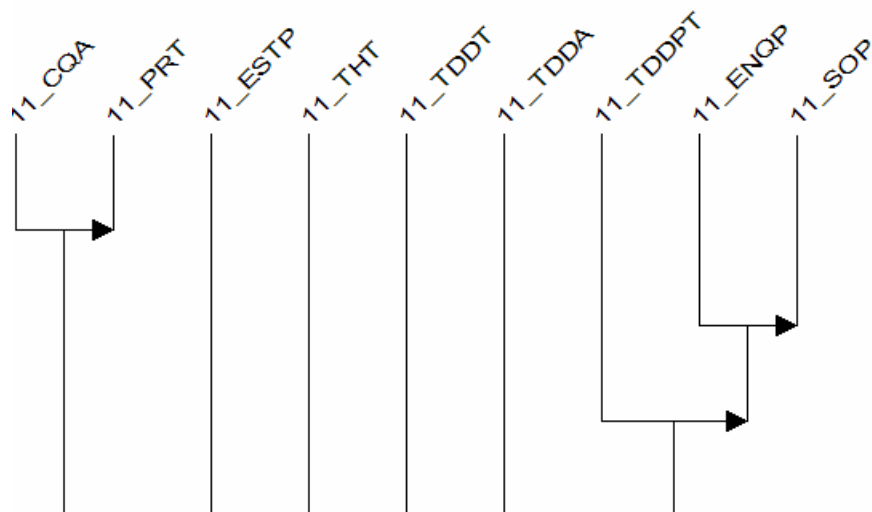 11_CQA
11_PRT
11_ESTP
11_THT
11_TDDT
11_TDDA
11_TDDPT
11_ENQP
11_SOP